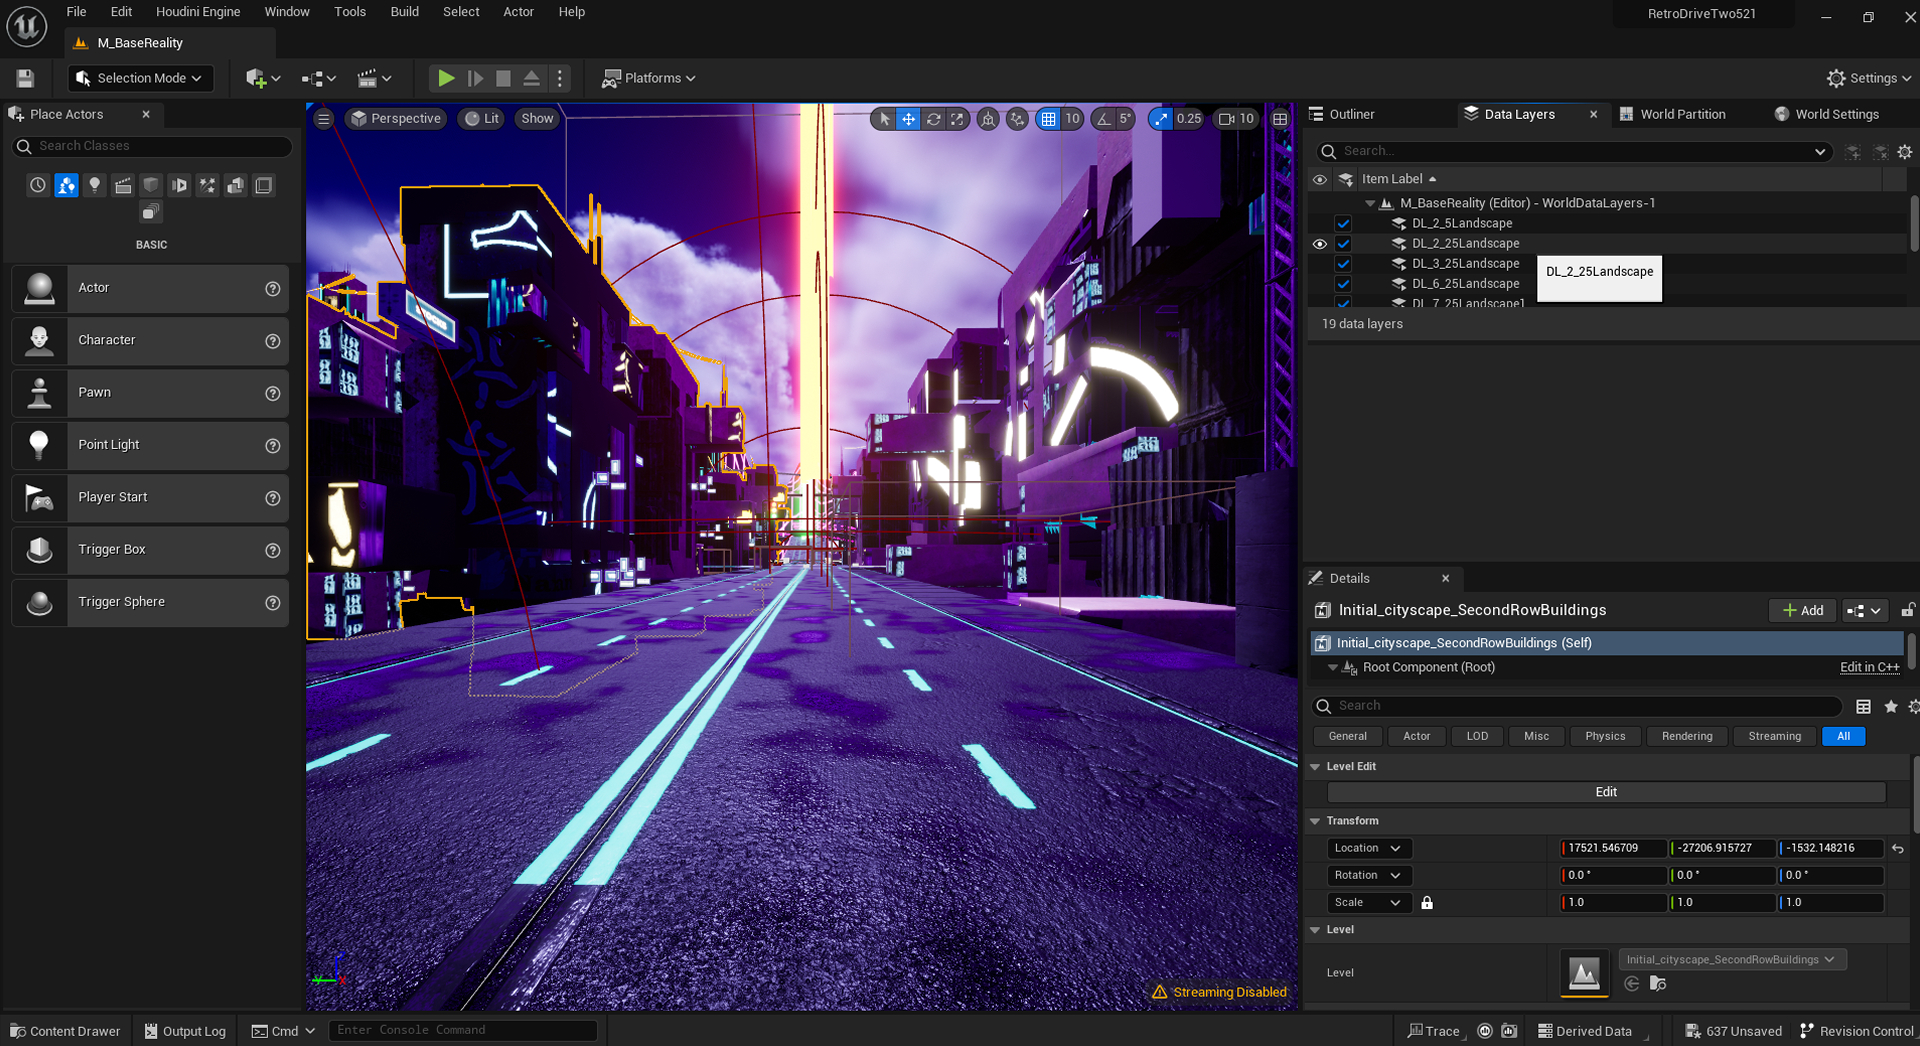 File Edit Houdini Engine Window Tools Build Select Actor Help
RetroDriveTwo521
M_BaseReality
Selection Mode
Platforms
Settings
Place Actors
Search Classes
BASIC
Actor
Character
Pawn
Point Light
Player Start
Trigger Box
Trigger Sphere
Perspective Lit Show
10 5° 0.25 10
Outliner Data Layers World Partition World Settings
Search...
Item Label
M_BaseReality (Editor) - WorldDataLayers-1
DL_2_5Landscape
DL_2_25Landscape
DL_3_25Landscape
DL_2_25Landscape
DL_6_25Landscape
DL_7_25Landscape1
19 data layers
Details
Initial_cityscape_SecondRowBuildings
Add
Initial_cityscape_SecondRowBuildings (Self)
Root Component (Root) Edit in C++
Search
General Actor LOD Misc Physics Rendering Streaming All
Level Edit
Edit
Transform
Location 17521.546709 -27206.915727 -1532.148216
Rotation 0.0 ° 0.0 ° 0.0 °
Scale 1.0 1.0 1.0
Level
Level Initial_cityscape_SecondRowBuildings
Streaming Disabled
Content Drawer Output Log Cmd Enter Console Command
Trace Derived Data 637 Unsaved Revision Control